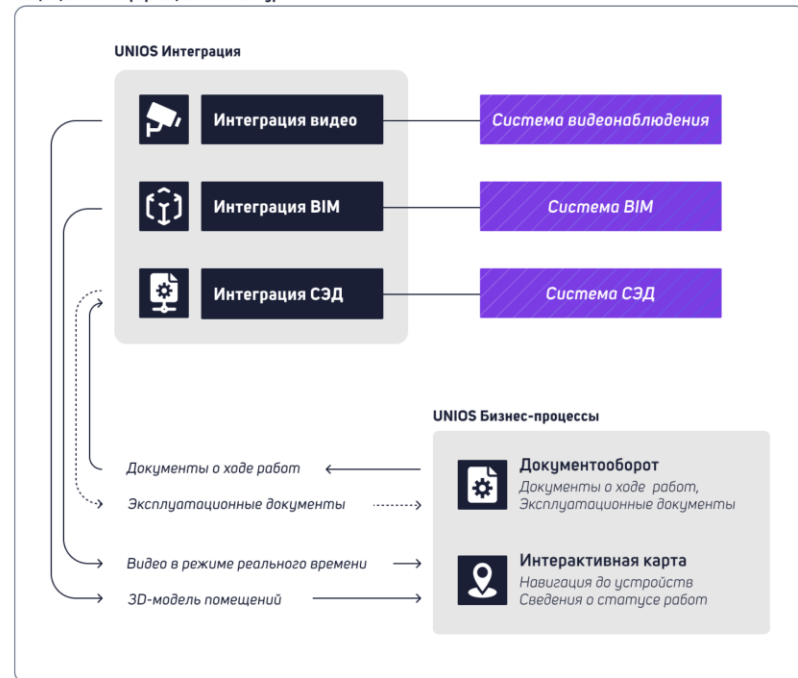 UNIOS Интеграция
Интеграция видео
Система видеонаблюдения
Интеграция BIM
Система BIM
Интеграция СЭД
Система СЭД
UNIOS Бизнес-процессы
Документы о ходе работ
Эксплуатационные документы
Документооборот
Документы о ходе работ,
Эксплуатационные документы
Видео в режиме реального времени
3D-модель помещений
Интерактивная карта
Навигация до устройств
Сведения о статусе работ